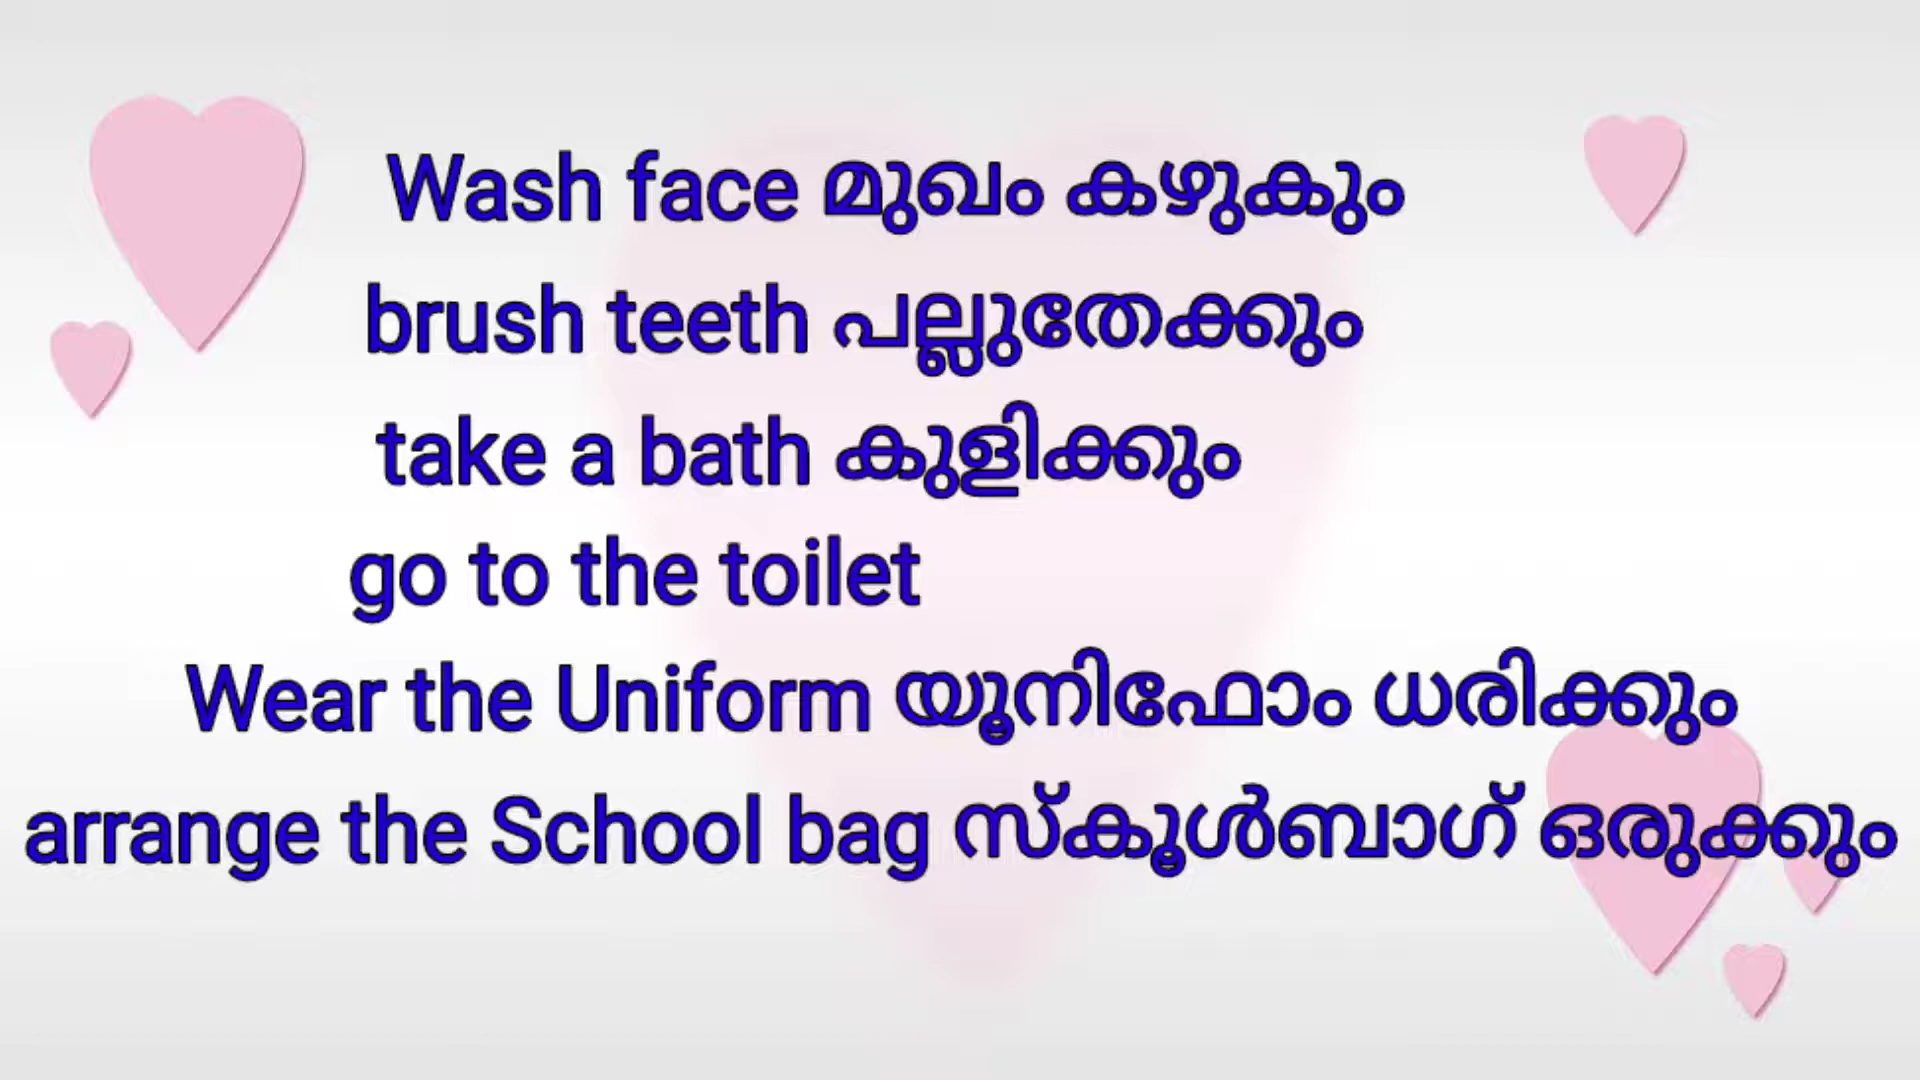 Wash face മുഖം കഴുകും
brush teeth പല്ലുതേക്കും
take a bath കുളിക്കും
go to the toilet
Wear the Uniform യൂനിഫോം ധരിക്കും
arrange the School bag സ്കൂൾബാഗ് ഒരുക്കും